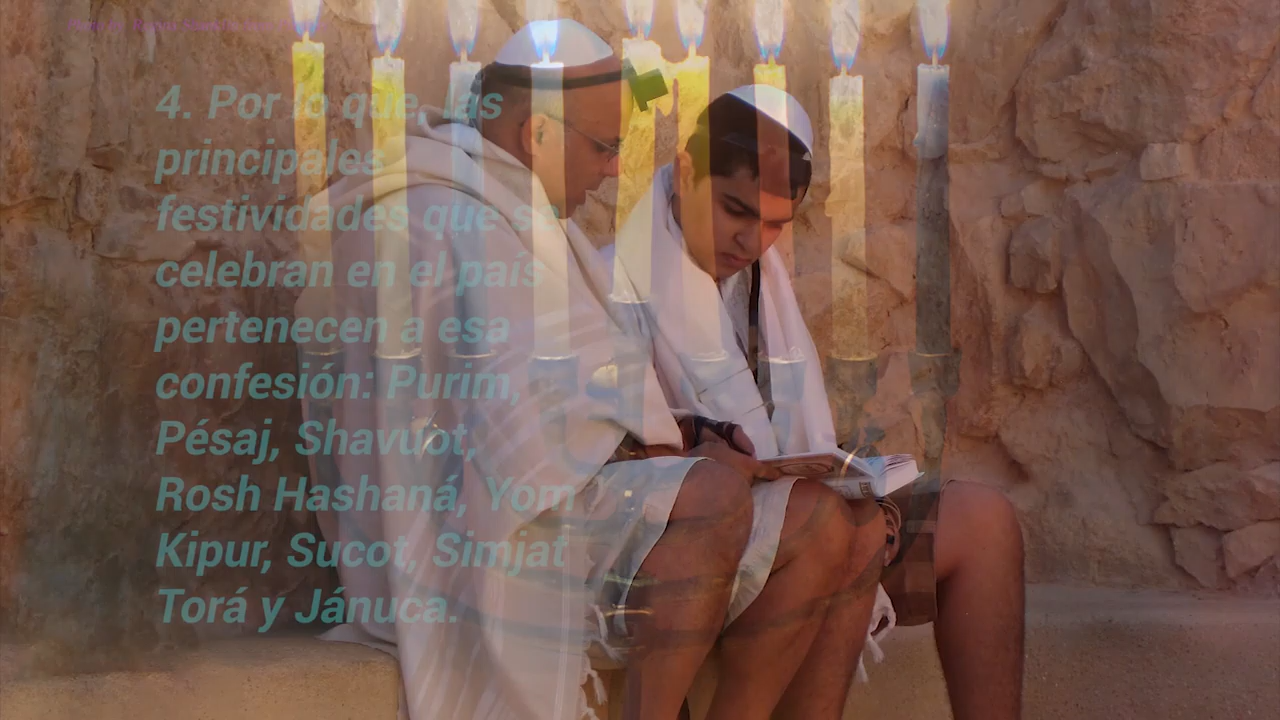 4. Por lo que, las
principales
festividades que se
celebran en el país
pertenecen a esa
confesión: Purim,
Pésaj, Shavuot,
Rosh Hashaná, Yom
Kipur, Sucot, Simjat
Torá y Jánuca.